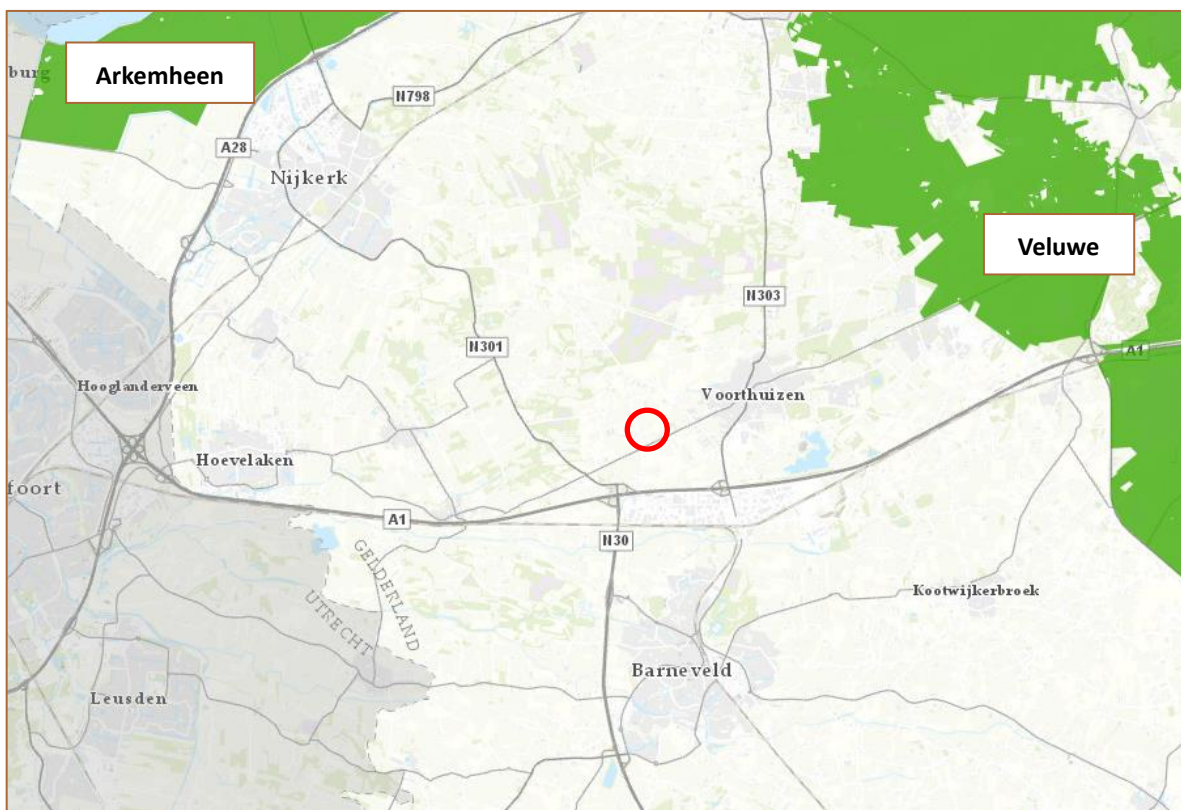 Arkemheen
burg
N798
A28
Nijkerk
Veluwe
N303
N301
A1
Hooglanderveen
Voorthuizen
Hoevelaken
foort
A1
N30
GELDERLAND
UTRECHT
Kootwijkerbroek
Barneveld
Leusden